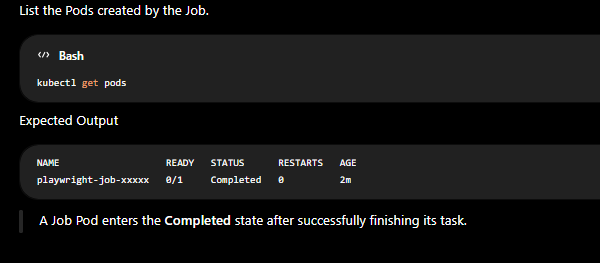 List the Pods created by the Job.
</> Bash
kubectl get pods
Expected Output
NAME READY STATUS RESTARTS AGE
playwright-job-xxxxx 0/1 Completed 0 2m
A Job Pod enters the Completed state after successfully finishing its task.